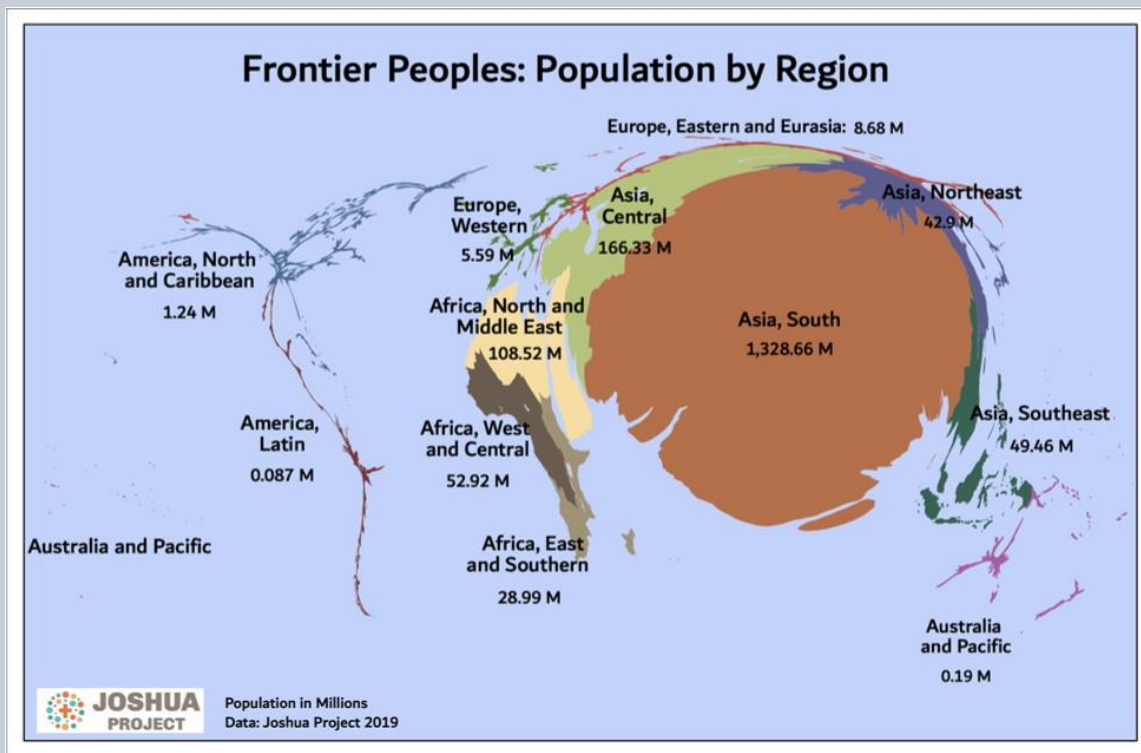 Frontier Peoples: Population by Region
Europe, Eastern and Eurasia: 8.68 M
Asia, Northeast
42.9 M
Asia,
Central
166.33 M
Europe,
Western
5.59 M
America, North
and Caribbean
1.24 M
Africa, North and
Middle East
108.52 M
Asia, South
1,328.66 M
America,
Latin
0.087 M
Africa, West
and Central
52.92 M
Asia, Southeast
49.46 M
Australia and Pacific
Africa, East
and Southern
28.99 M
Australia
and Pacific
0.19 M
JOSHUA
PROJECT
Population in Millions
Data: Joshua Project 2019